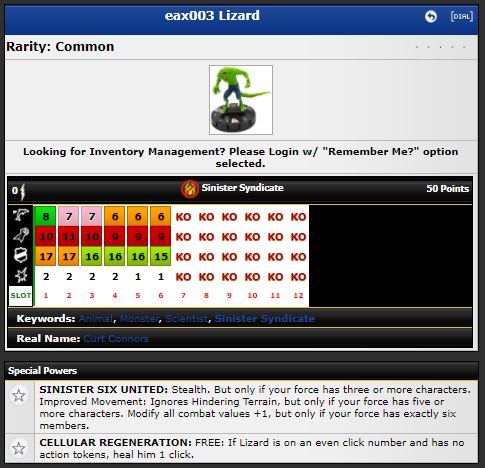 eax003 Lizard
[DIAL]
Rarity: Common
Looking for Inventory Management? Please Login w/ "Remember Me?" option
selected.
0 Sinister Syndicate 50 Points
8 7 7 6 6 6 KO KO KO KO KO KO
10 11 10 9 9 9 KO KO KO KO KO KO
17 17 16 16 16 15 KO KO KO KO KO KO
2 2 2 2 1 1 KO KO KO KO KO KO
SLOT 1 2 3 4 5 6 7 8 9 10 11 12
Keywords: Animal, Monster, Scientist, Sinister Syndicate
Real Name: Curt Connors
Special Powers
SINISTER SIX UNITED: Stealth. But only if your force has three or more characters.
Improved Movement: Ignores Hindering Terrain, but only if your force has five or
more characters. Modify all combat values +1, but only if your force has exactly six
members.
CELLULAR REGENERATION: FREE: If Lizard is on an even click number and has no
action tokens, heal him 1 click.